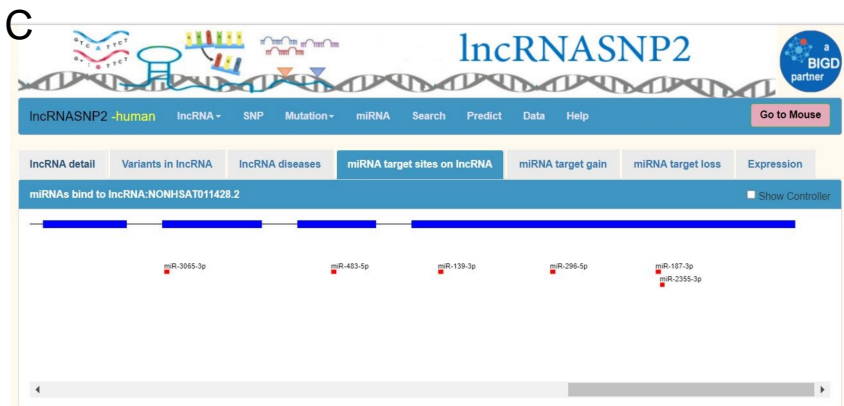 C
lncRNASNP2
a
BIGD
partner
lncRNASNP2 -human lncRNA SNP Mutation miRNA Search Predict Data Help Go to Mouse
lncRNA detail Variants in lncRNA lncRNA diseases miRNA target sites on lncRNA miRNA target gain miRNA target loss Expression
miRNAs bind to lncRNA:NONHSAT011428.2 Show Controller
miR-3065-3p miR-483-5p miR-139-3p miR-296-5p miR-187-3p
miR-2355-3p